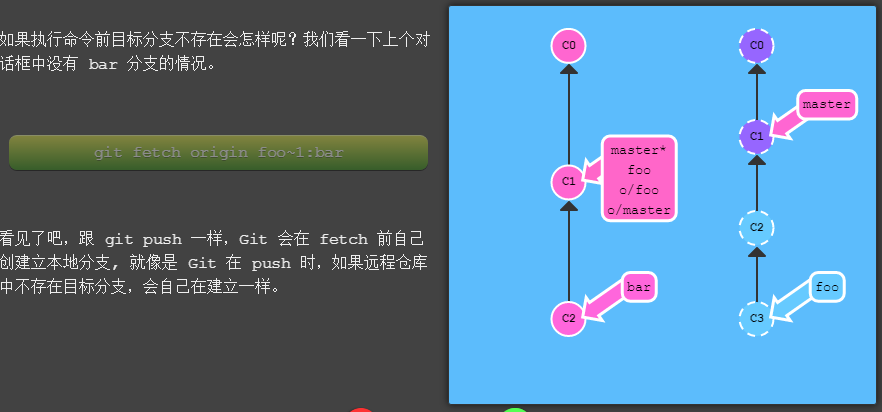 如果执行命令前目标分支不存在会怎样呢？我们看一下上个对
话框中没有 bar 分支的情况。
git fetch origin foo~1:bar
看见了吧，跟 git push 一样，Git 会在 fetch 前自己
创建立本地分支, 就像是 Git 在 push 时，如果远程仓库
中不存在目标分支，会自己在建立一样。
C0
C1
master*
foo
o/foo
o/master
C2
bar
C0
master
C1
C2
foo
C3